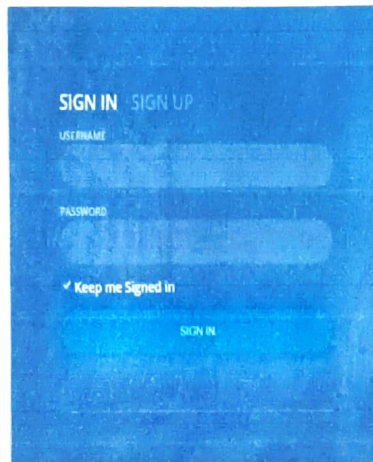 SIGN IN SIGN UP
USERNAME
PASSWORD
✓ Keep me Signed in
SIGN IN